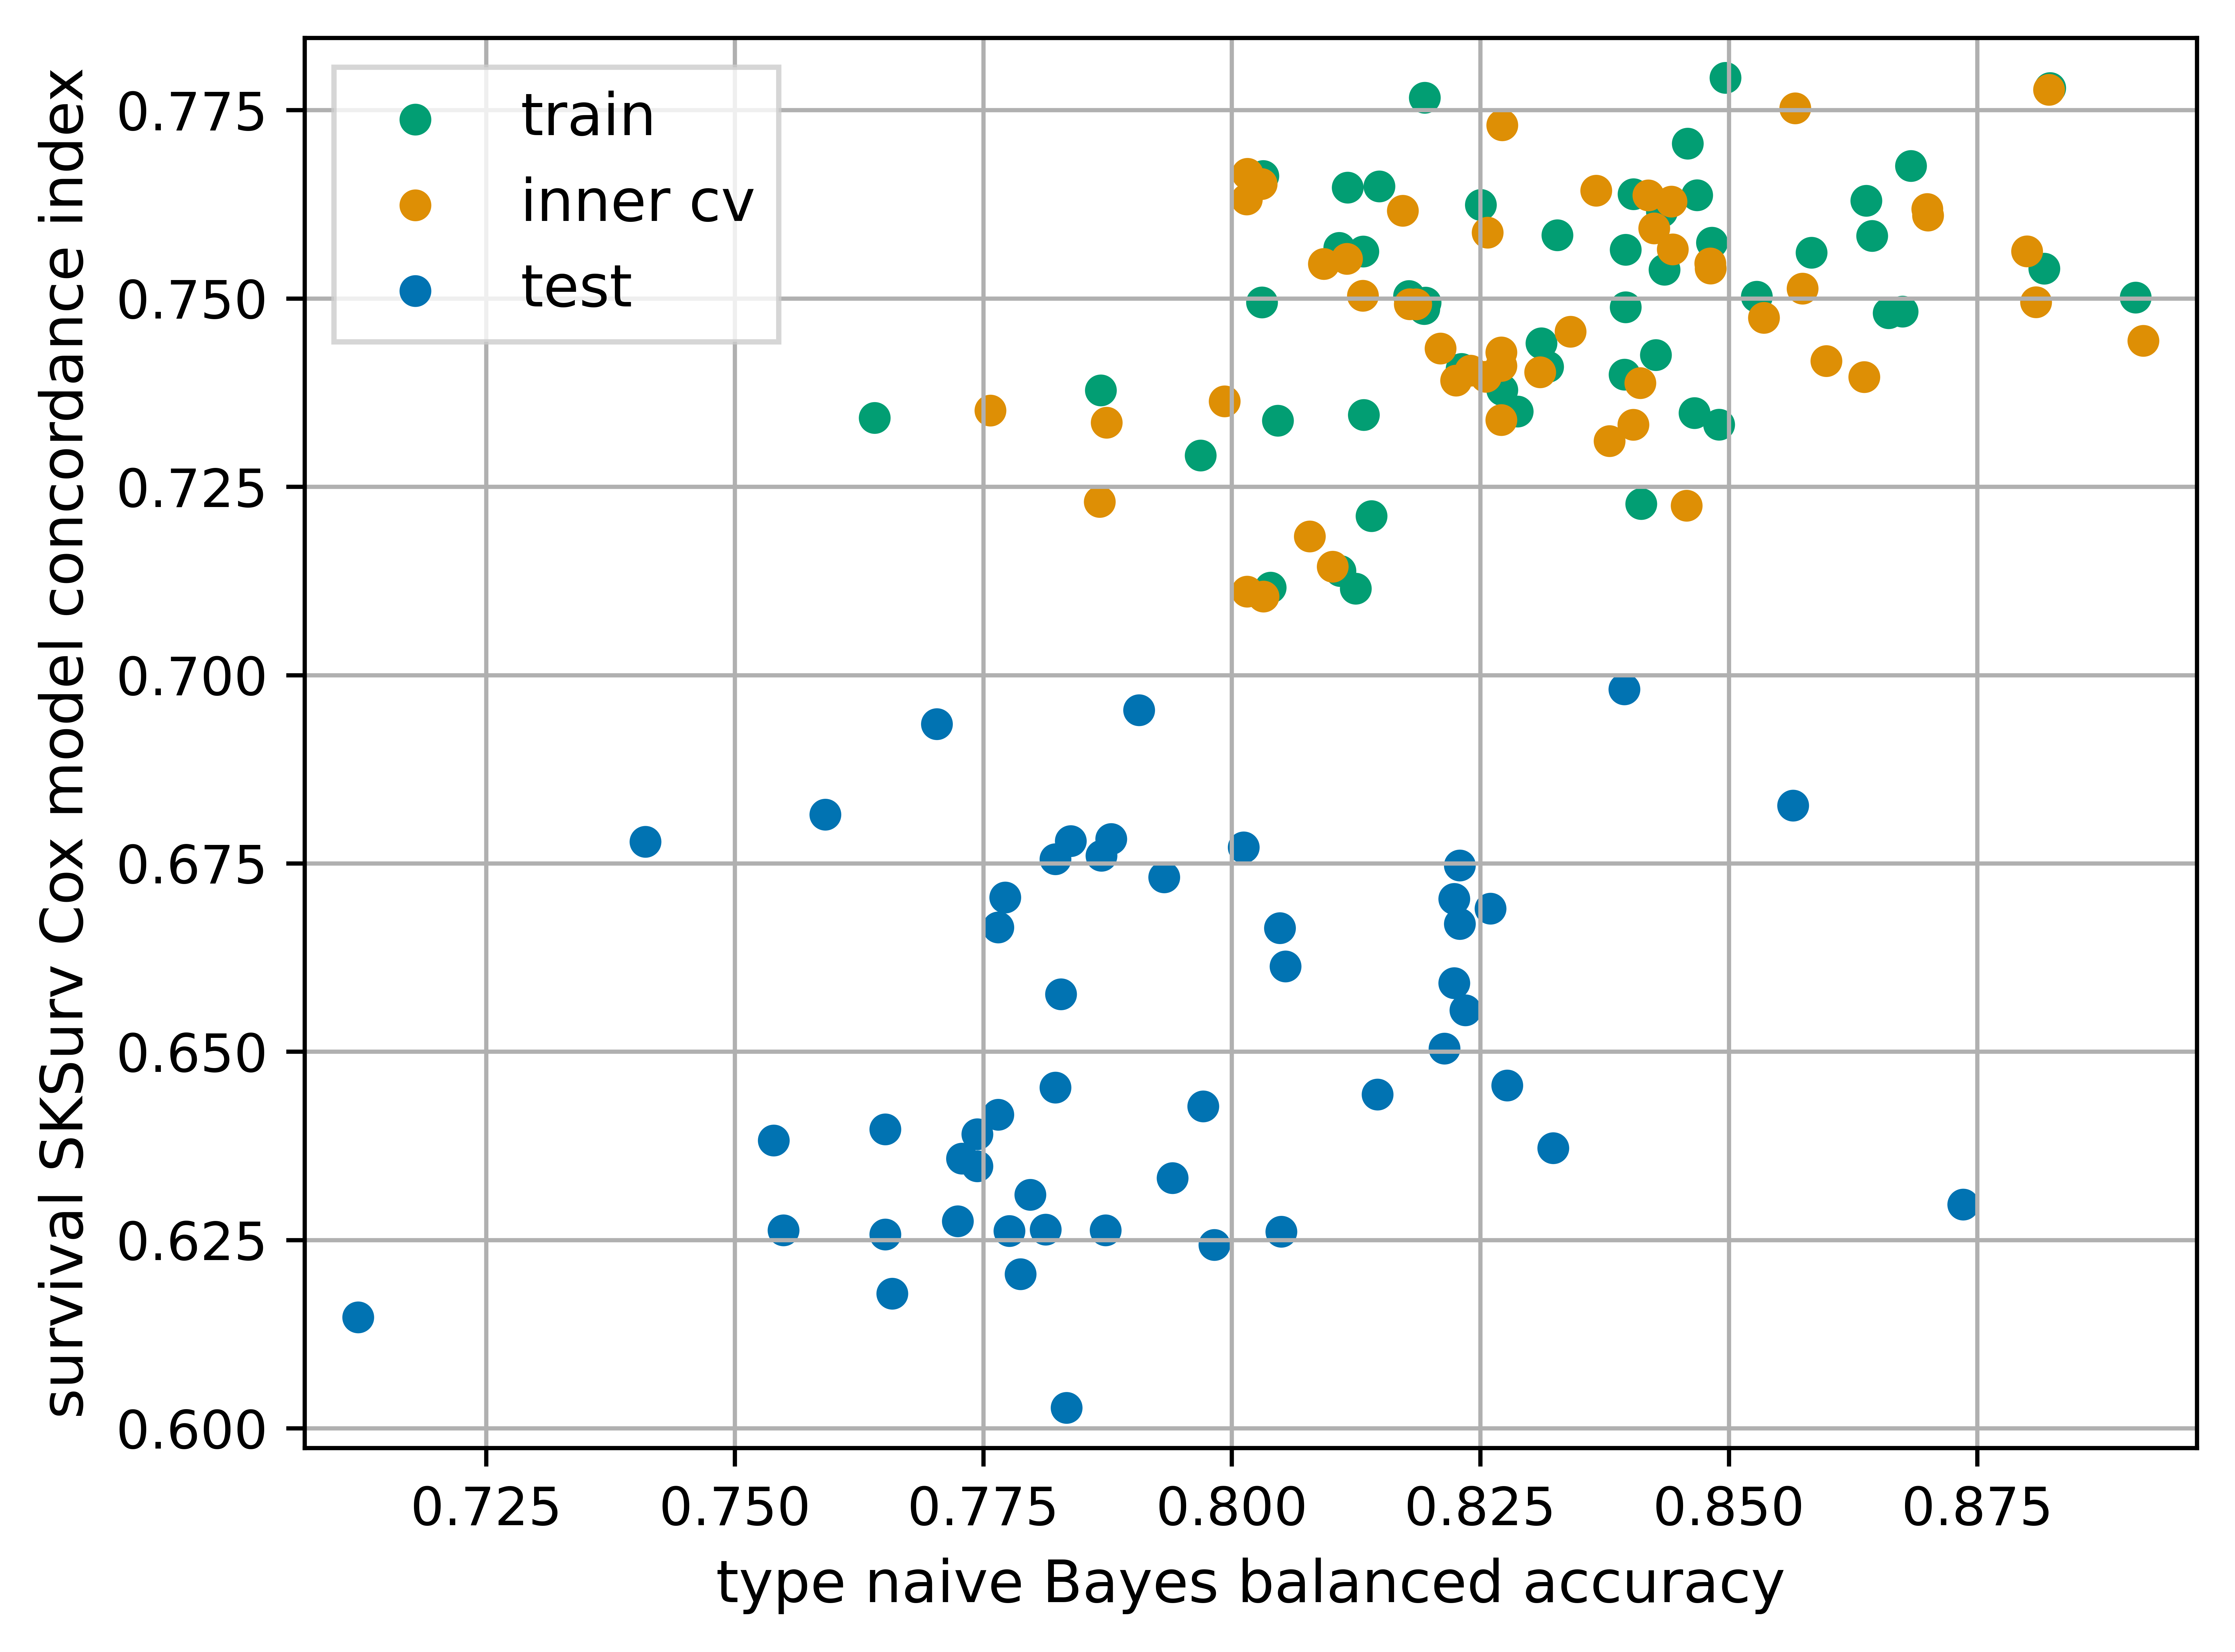 train
inner cv
test
survival SKSurv Cox model concordance index
0.775
0.750
0.725
0.700
0.675
0.650
0.625
0.600
0.725 0.750 0.775 0.800 0.825 0.850 0.875
type naive Bayes balanced accuracy